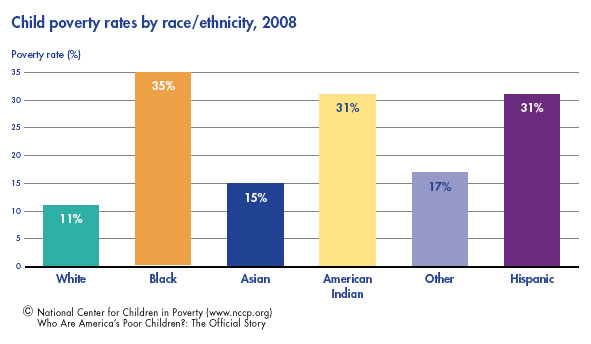 Child poverty rates by race/ethnicity, 2008
Poverty rate (%)
35
30
25
20
15
10
5
0
11%
35%
15%
31%
17%
31%
White
Black
Asian
American
Indian
Other
Hispanic
© National Center for Children in Poverty (www.nccp.org)
Who Are America's Poor Children?: The Official Story